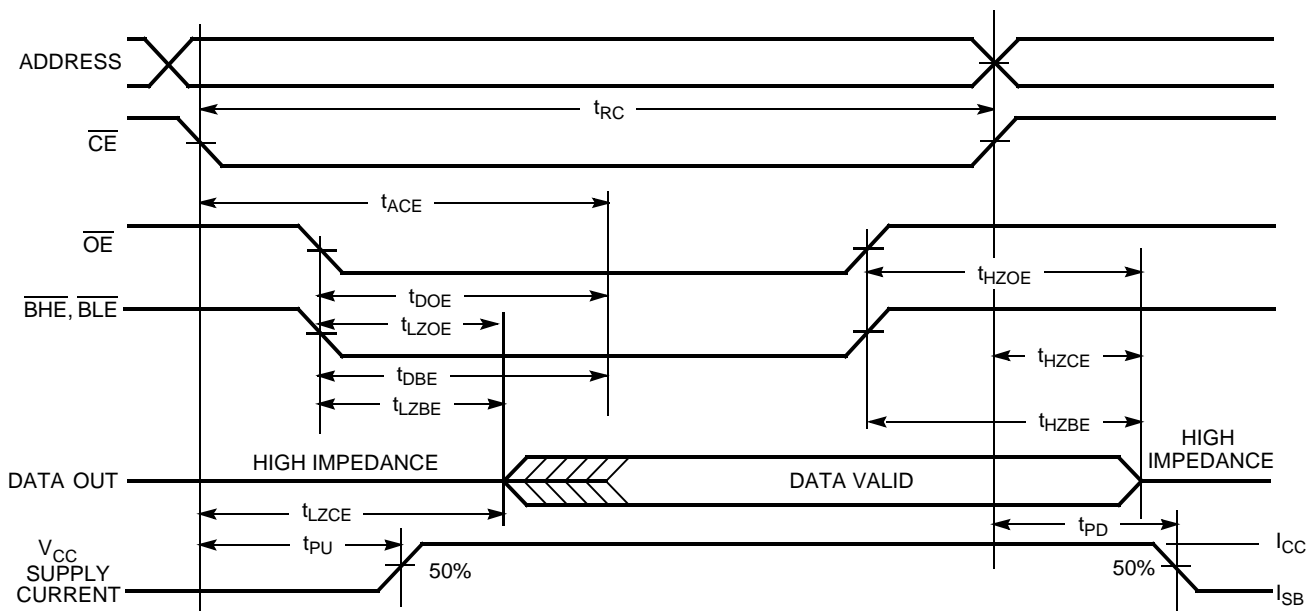 ADDRESS
tRC
CE
tACE
OE
tHZOE
tDOE
BHE, BLE
tLZOE
tHZCE
tDBE
tLZBE
tHZBE
HIGH IMPEDANCE
HIGH
IMPEDANCE
DATA OUT
DATA VALID
tLZCE
tPD
tPU
VCC
SUPPLY
CURRENT
50%
50%
ICC
ISB